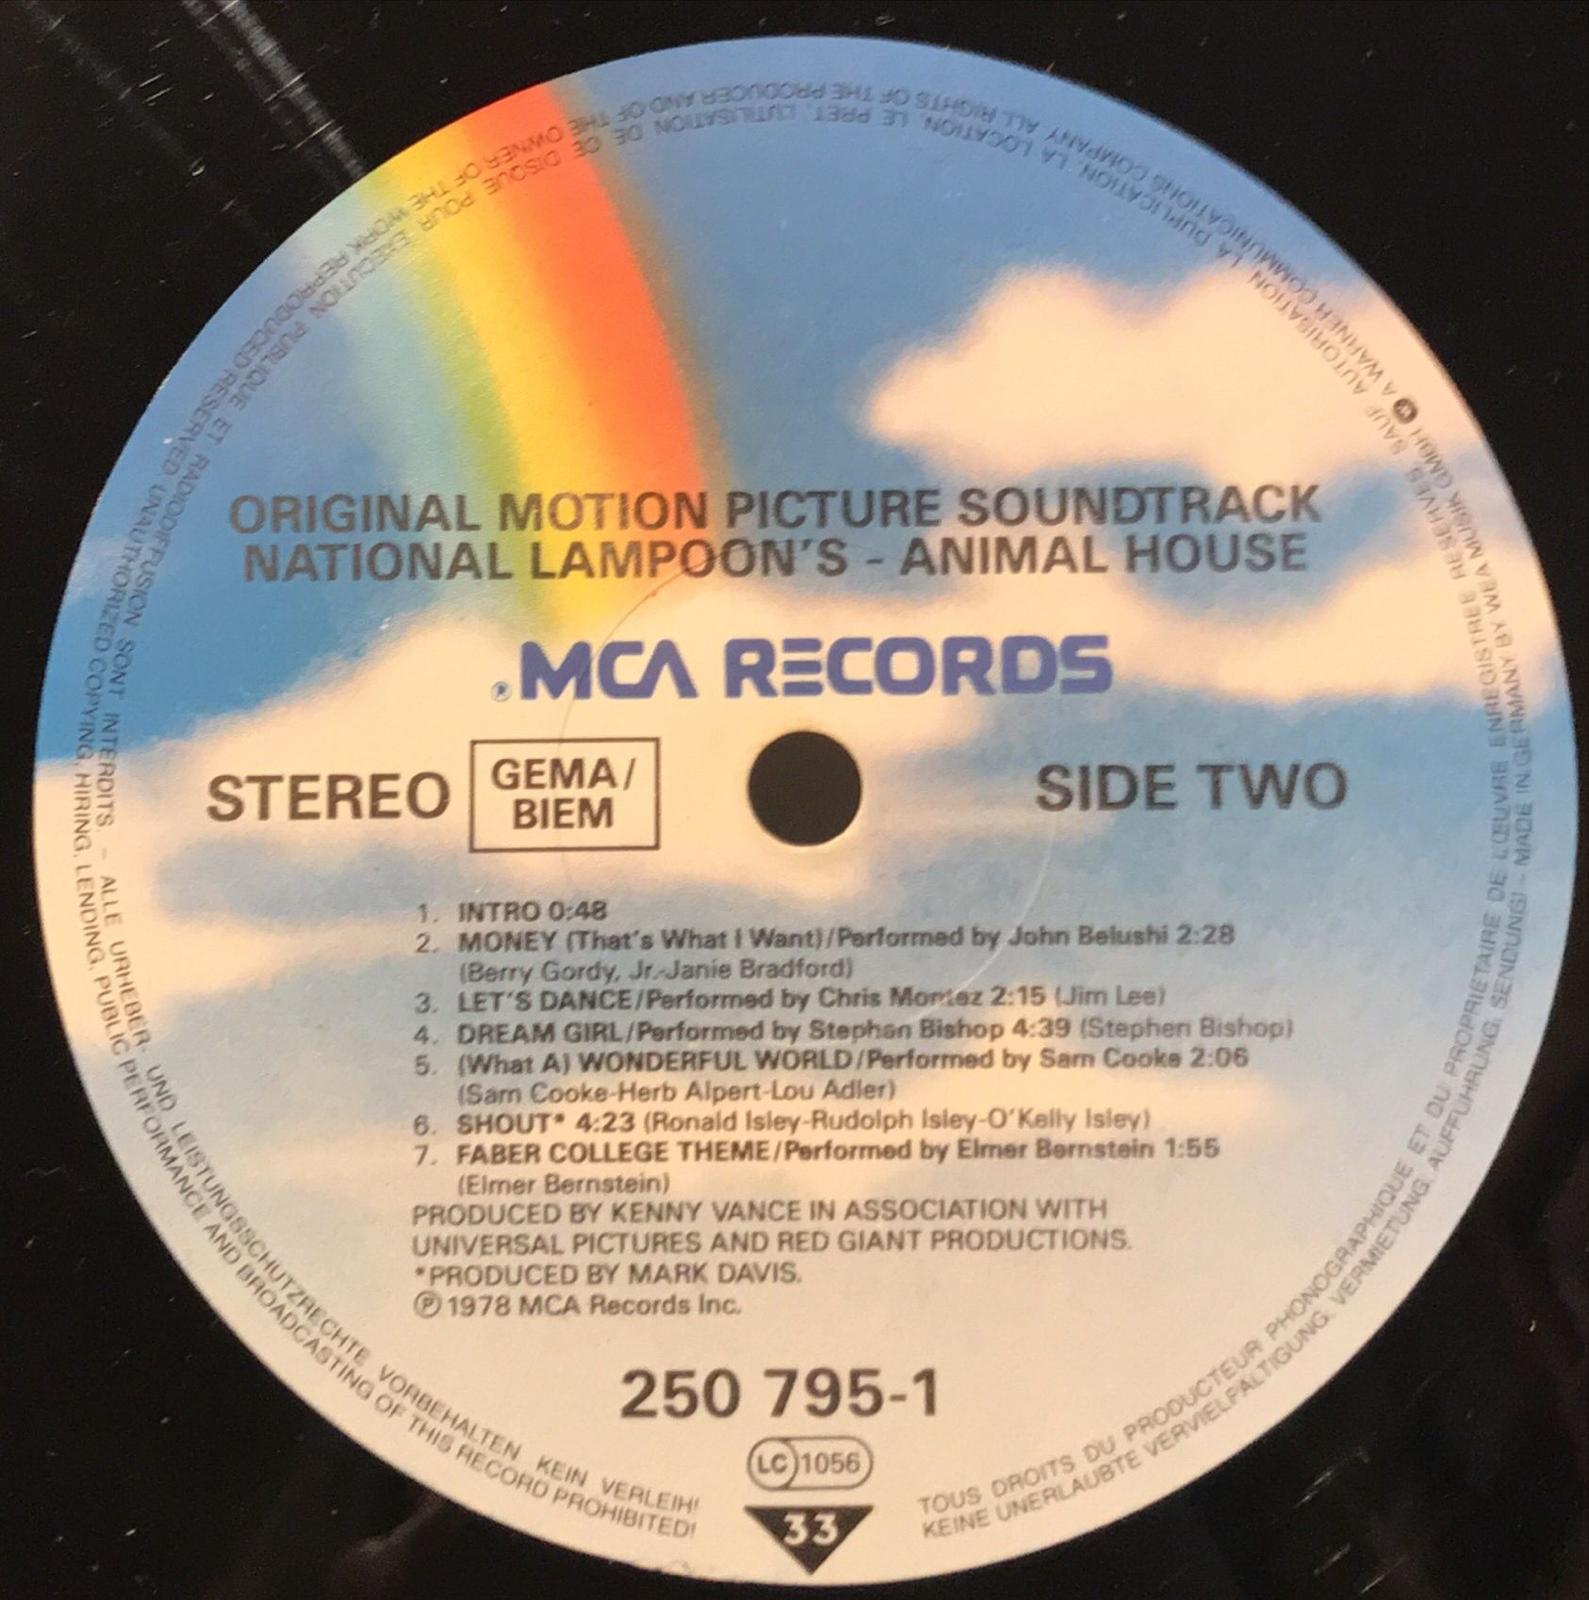 ORIGINAL MOTION PICTURE SOUNDTRACK
NATIONAL LAMPOON'S - ANIMAL HOUSE
® MCA RECORDS
STEREO
GEMA/
BIEM
SIDE TWO
1. INTRO 0:48
2. MONEY (That's What I Want)/Performed by John Belushi 2:28
(Berry Gordy, Jr.-Janie Bradford)
3. LET'S DANCE/Performed by Chris Montez 2:15 (Jim Lee)
4. DREAM GIRL/Performed by Stephen Bishop 4:39 (Stephen Bishop)
5. (What A) WONDERFUL WORLD/Performed by Sam Cooke 2:06
(Sam Cooke-Herb Alpert-Lou Adler)
6. SHOUT* 4:23 (Ronald Isley-Rudolph Isley-O'Kelly Isley)
7. FABER COLLEGE THEME/Performed by Elmer Bernstein 1:55
(Elmer Bernstein)
PRODUCED BY KENNY VANCE IN ASSOCIATION WITH
UNIVERSAL PICTURES AND RED GIANT PRODUCTIONS.
*PRODUCED BY MARK DAVIS.
Ⓟ 1978 MCA Records Inc.
250 795-1
LC 1056
33
TOUS DROITS DU PRODUCTEUR PHONOGRAPHIQUE ET DU PROPRIETAIRE DE L'ŒUVRE ENREGISTREE RESERVES. SAUF AUTORISATION LA DUPLICATION, LA LOCATION, LE PRET, L'UTILISATION DE CE DISQUE POUR EXECUTION PUBLIQUE ET RADIODIFFUSION SONT INTERDITS - ALLE URHEBER- UND LEISTUNGSSCHUTZRECHTE VORBEHALTEN KEIN VERLEIH!
KEINE UNERLAUBTE VERVIELFÄLTIGUNG, VERMIETUNG, AUFFÜHRUNG, SENDUNG! - MADE IN GERMANY BY WEA MUSIK GMBH A WARNER COMMUNICATIONS COMPANY ALL RIGHTS OF THE PRODUCER AND OF THE OWNER OF THE WORK REPRODUCED RESERVED UNAUTHORIZED COPYING, HIRING, LENDING, PUBLIC PERFORMANCE AND BROADCASTING OF THIS RECORD PROHIBITED!